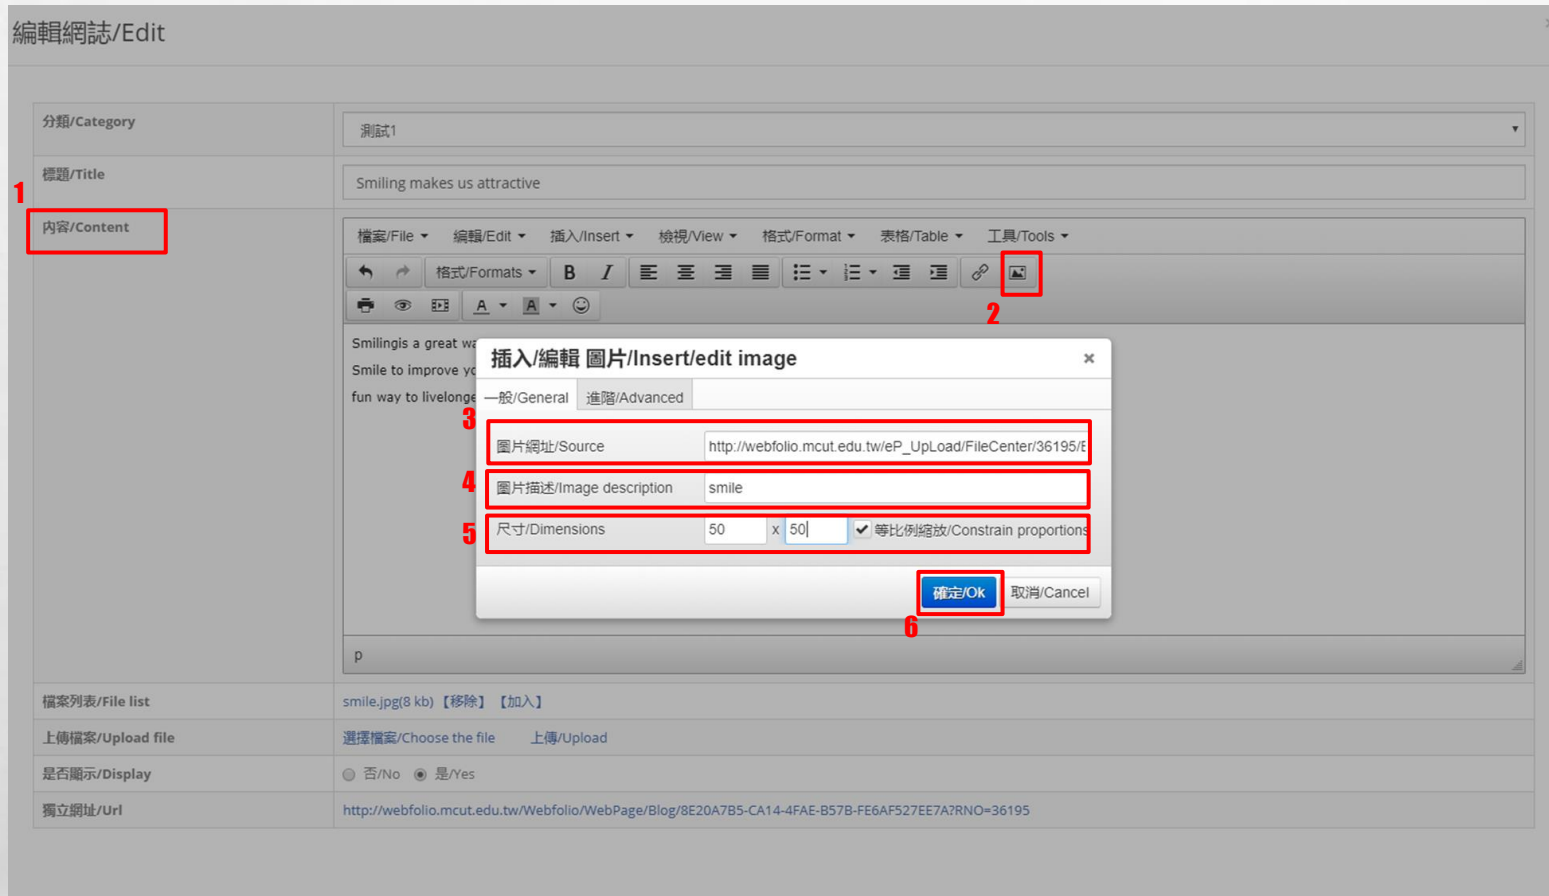 編輯網誌/Edit
分類/Category
測試1
標題/Title
Smiling makes us attractive
1
內容/Content
檔案/File 編輯/Edit 插入/Insert 檢視/View 格式/Format 表格/Table 工具/Tools
格式/Formats B I
A A
2
Smilingis a great wa
Smile to improve yo
fun way to livelonge
插入/編輯 圖片/Insert/edit image
一般/General 進階/Advanced
3
圖片網址/Source http://webfolio.mcut.edu.tw/eP_UpLoad/FileCenter/36195/E
4
圖片描述/Image description smile
5
尺寸/Dimensions 50 x 50 等比例縮放/Constrain proportions
確定/Ok 取消/Cancel
6
p
檔案列表/File list smile.jpg(8 kb)【移除】【加入】
上傳檔案/Upload file 選擇檔案/Choose the file 上傳/Upload
是否顯示/Display 否/No 是/Yes
獨立網址/Url http://webfolio.mcut.edu.tw/Webfolio/WebPage/Blog/8E20A7B5-CA14-4FAE-B57B-FE6AF527EE7A?RNO=36195